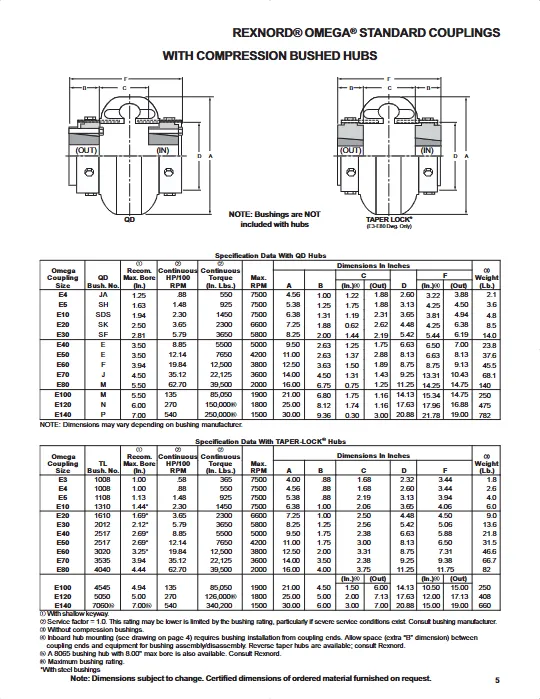 REXNORD® OMEGA® STANDARD COUPLINGS
WITH COMPRESSION BUSHED HUBS
F
B C
(OUT) (IN)
D A
QD
F
B C B
(OUT) (IN)
D A
TAPER LOCK®
(E3-E80 Dwg. Only)
NOTE: Bushings are NOT
included with hubs
Specification Data With QD Hubs
Omega Coupling Size QD Bush. No. ① Recom. Max. Bore (In.) ② Continuous HP/100 RPM ② Continuous Torque (In. Lbs.) Max. RPM Dimensions In Inches ③ Weight (Lb.)
A B C D F
(In.)④ (Out) (In.)④ (Out)
E4 JA 1.25 .88 550 7500 4.56 1.00 1.22 1.88 2.60 3.22 3.88 2.1
E5 SH 1.63 1.48 925 7500 5.38 1.25 1.75 1.88 3.13 4.25 4.50 3.6
E10 SDS 1.94 2.30 1450 7500 6.38 1.31 1.19 2.31 3.65 3.81 4.94 4.8
E20 SK 2.50 3.65 2300 6600 7.25 1.88 0.62 2.62 4.48 4.25 6.38 8.5
E30 SF 2.81 5.79 3650 5800 8.25 2.00 1.44 2.19 5.42 5.44 6.19 14.0
E40 E 3.50 8.85 5500 5000 9.50 2.63 1.25 1.75 6.63 6.50 7.00 23.8
E50 E 3.50 12.14 7650 4200 11.00 2.63 1.37 2.88 8.13 6.63 8.13 37.6
E60 F 3.94 19.84 12,500 3800 12.50 3.63 1.50 1.89 8.75 8.75 9.13 45.5
E70 J 4.50 35.12 22,125 3600 14.00 4.50 1.31 1.43 9.25 13.31 10.43 68.1
E80 M 5.50 62.70 39,500 2000 16.00 6.75 0.75 1.25 11.25 14.25 14.75 140
E100 M 5.50 135 85,050 1900 21.00 6.80 1.75 1.16 14.13 15.34 14.75 250
E120 N 6.00 270 150,000⑥ 1800 25.00 8.12 1.74 1.16 17.63 17.96 16.88 475
E140 P 7.00 540 250,000⑥ 1500 30.00 9.36 0.30 3.00 20.88 21.78 19.00 782
NOTE: Dimensions may vary depending on bushing manufacturer.
Specification Data With TAPER-LOCK® Hubs
Omega Coupling Size TL Bush. No. ① Recom. Max. Bore (In.) ② Continuous HP/100 RPM ② Continuous Torque (In. Lbs.) Max. RPM Dimensions In Inches ③ Weight (Lb.)
A B C D F
E3 1008 1.00 .58 365 7500 4.00 .88 1.68 2.32 3.44 1.8
E4 1008 1.00 .88 550 7500 4.56 .88 1.68 2.60 3.44 2.6
E5 1108 1.13 1.48 925 7500 5.38 .88 2.19 3.13 3.94 4.0
E10 1310 1.44* 2.30 1450 7500 6.38 1.00 2.06 3.65 4.06 6.0
E20 1610 1.69* 3.65 2300 6600 7.25 1.00 2.50 4.48 4.50 9.0
E30 2012 2.12* 5.79 3650 5800 8.25 1.25 2.56 5.42 5.06 13.6
E40 2517 2.69* 8.85 5500 5000 9.50 1.75 2.38 6.63 5.88 21.8
E50 2517 2.69* 12.14 7650 4200 11.00 1.75 3.00 8.13 6.50 31.5
E60 3020 3.25* 19.84 12,500 3800 12.50 2.00 3.31 8.75 7.31 46.6
E70 3535 3.94 35.12 22,125 3600 14.00 3.50 2.38 9.25 9.38 66.7
E80 4040 4.44 62.70 39,500 2000 16.00 4.00 3.75 11.25 11.75 82
(In.)④ (Out) (In.)④ (Out)
E100 4545 4.94 135 85,050 1900 21.00 4.50 1.50 6.00 14.13 10.50 15.00 250
E120 5050 5.00 270 126,000⑥ 1800 25.00 5.00 2.00 7.13 17.63 12.00 17.13 408
E140 7060⑤ 7.00⑤ 540 340,200 1500 30.00 6.00 3.00 7.00 20.88 15.00 19.00 660
① With shallow keyway.
② Service factor = 1.0. This rating may be lower is limited by the bushing rating, particularly if severe service conditions exist. Consult bushing manufacturer.
③ Without compression bushings.
④ Inboard hub mounting (see drawing on page 4) requires bushing installation from coupling ends. Allow space (extra "B" dimension) between
coupling ends and equipment for bushing assembly/disassembly. Reverse taper hubs are available; consult Rexnord.
⑤ A 8065 bushing hub with 8.00" max bore is also available. Consult Rexnord.
⑥ Maximum bushing rating.
*With steel bushings
Note: Dimensions subject to change. Certified dimensions of ordered material furnished on request.
5